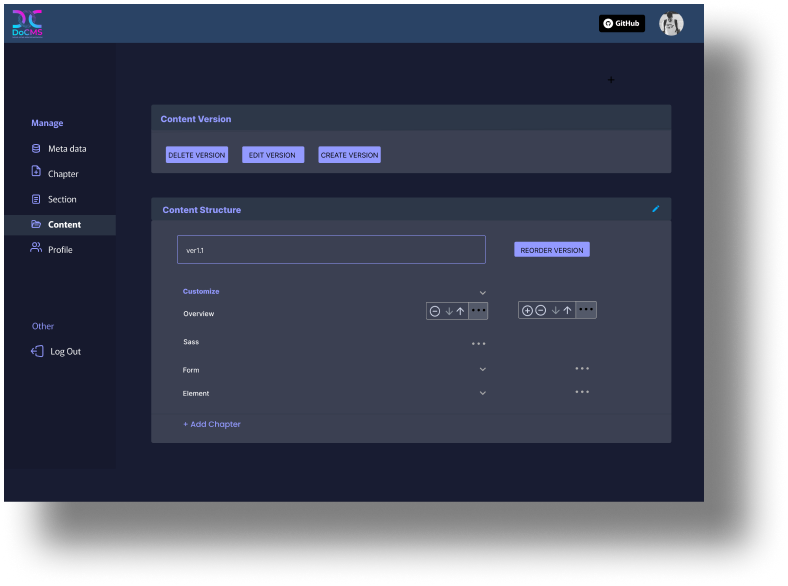 DoCMS
GitHub
Manage
Meta data
Chapter
Section
Content
Profile
Other
Log Out
Content Version
DELETE VERSION EDIT VERSION CREATE VERSION
Content Structure
ver1.1 REORDER VERSION
Customize
Overview
Sass
Form
Element
+ Add Chapter